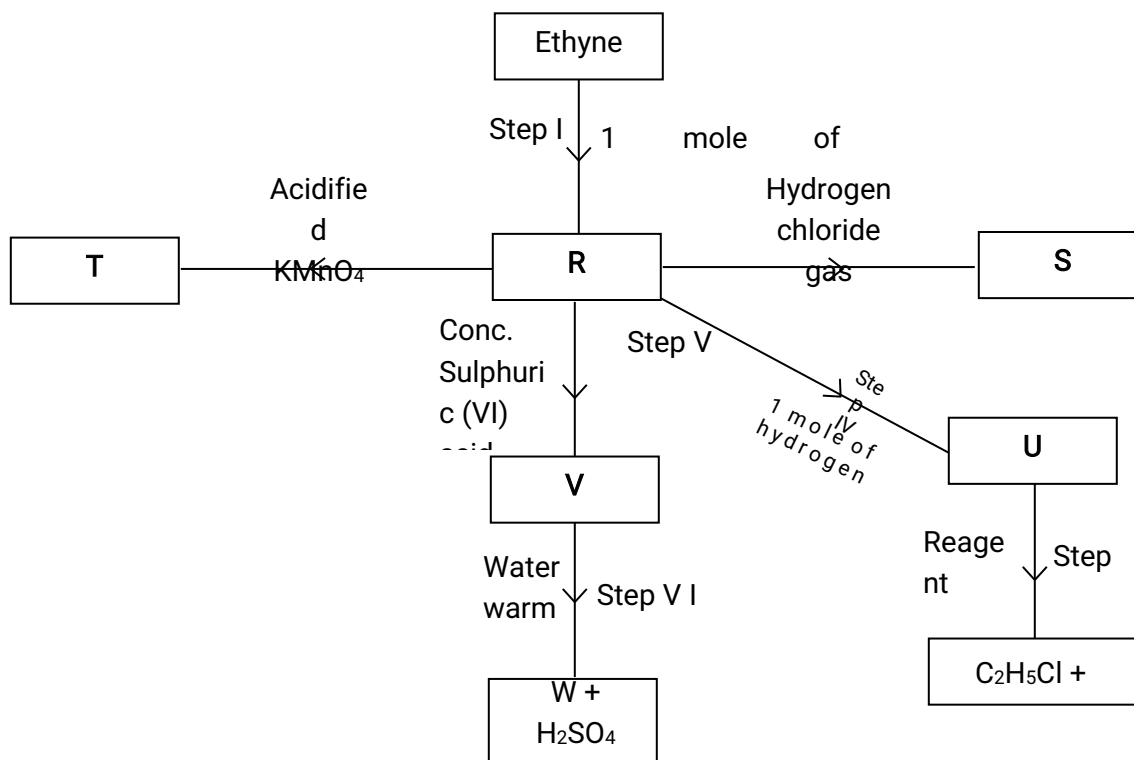 Ethyne
Step I
1 mole of
Hydrogen
chloride
gas
Acidifie
d
KMnO₄
T
R
S
Conc.
Sulphuri
c (VI)
acid
Step V
Ste
p
IV
1 mole of
hydrogen
U
V
Reage
nt
Step
Water
warm
Step V I
C₂H₅Cl +
W +
H₂SO₄